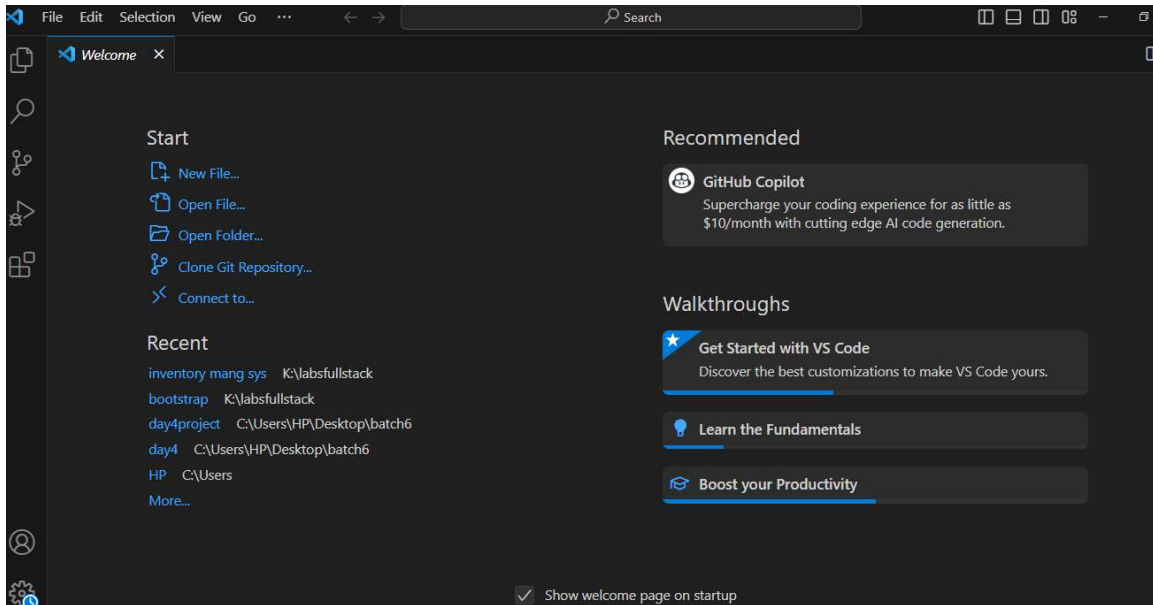 File Edit Selection View Go ··· Search
Welcome
Start
New File...
Open File...
Open Folder...
Clone Git Repository...
Connect to...
Recent
inventory mang sys K:\labsfullstack
bootstrap K:\labsfullstack
day4project C:\Users\HP\Desktop\batch6
day4 C:\Users\HP\Desktop\batch6
HP C:\Users
More...
Recommended
GitHub Copilot
Supercharge your coding experience for as little as
$10/month with cutting edge AI code generation.
Walkthroughs
Get Started with VS Code
Discover the best customizations to make VS Code yours.
Learn the Fundamentals
Boost your Productivity
Show welcome page on startup